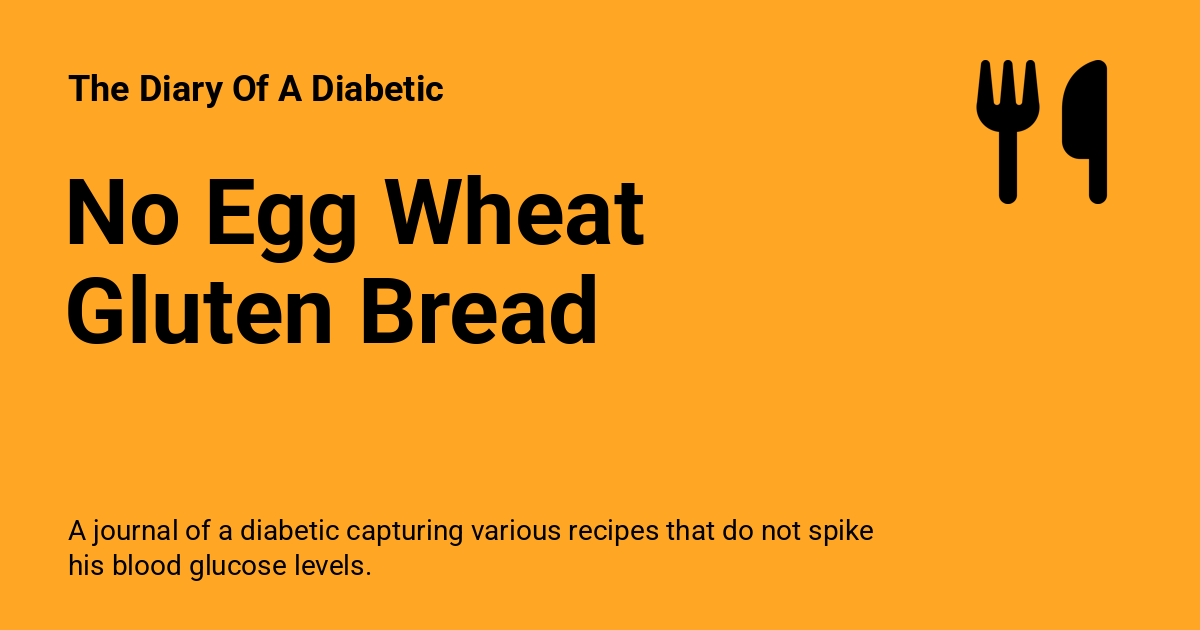 The Diary Of A Diabetic
No Egg Wheat
Gluten Bread
A journal of a diabetic capturing various recipes that do not spike
his blood glucose levels.